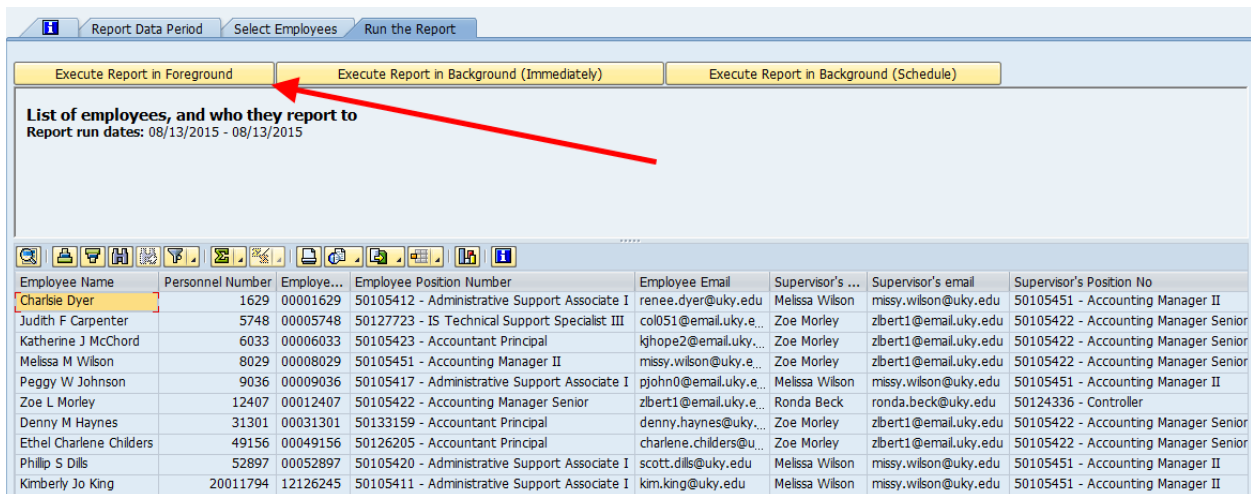 Report Data Period Select Employees Run the Report
Execute Report in Foreground Execute Report in Background (Immediately) Execute Report in Background (Schedule)
List of employees, and who they report to
Report run dates: 08/13/2015 - 08/13/2015
Employee Name Personnel Number Employe... Employee Position Number Employee Email Supervisor's ... Supervisor's email Supervisor's Position No
Charlsie Dyer 1629 00001629 50105412 - Administrative Support Associate I renee.dyer@uky.edu Melissa Wilson missy.wilson@uky.edu 50105451 - Accounting Manager II
Judith F Carpenter 5748 00005748 50127723 - IS Technical Support Specialist III col051@email.uky.e... Zoe Morley zlbert1@email.uky.edu 50105422 - Accounting Manager Senior
Katherine J McChord 6033 00006033 50105423 - Accountant Principal kjhope2@email.uky.... Zoe Morley zlbert1@email.uky.edu 50105422 - Accounting Manager Senior
Melissa M Wilson 8029 00008029 50105451 - Accounting Manager II missy.wilson@uky.e... Zoe Morley zlbert1@email.uky.edu 50105422 - Accounting Manager Senior
Peggy W Johnson 9036 00009036 50105417 - Administrative Support Associate I pjohn0@email.uky.e... Melissa Wilson missy.wilson@uky.edu 50105451 - Accounting Manager II
Zoe L Morley 12407 00012407 50105422 - Accounting Manager Senior zlbert1@email.uky.e... Ronda Beck ronda.beck@uky.edu 50124336 - Controller
Denny M Haynes 31301 00031301 50133159 - Accountant Principal denny.haynes@uky.... Zoe Morley zlbert1@email.uky.edu 50105422 - Accounting Manager Senior
Ethel Charlene Childers 49156 00049156 50126205 - Accountant Principal charlene.childers@u... Zoe Morley zlbert1@email.uky.edu 50105422 - Accounting Manager Senior
Phillip S Dills 52897 00052897 50105420 - Administrative Support Associate I scott.dills@uky.edu Melissa Wilson missy.wilson@uky.edu 50105451 - Accounting Manager II
Kimberly Jo King 20011794 12126245 50105411 - Administrative Support Associate I kim.king@uky.edu Melissa Wilson missy.wilson@uky.edu 50105451 - Accounting Manager II